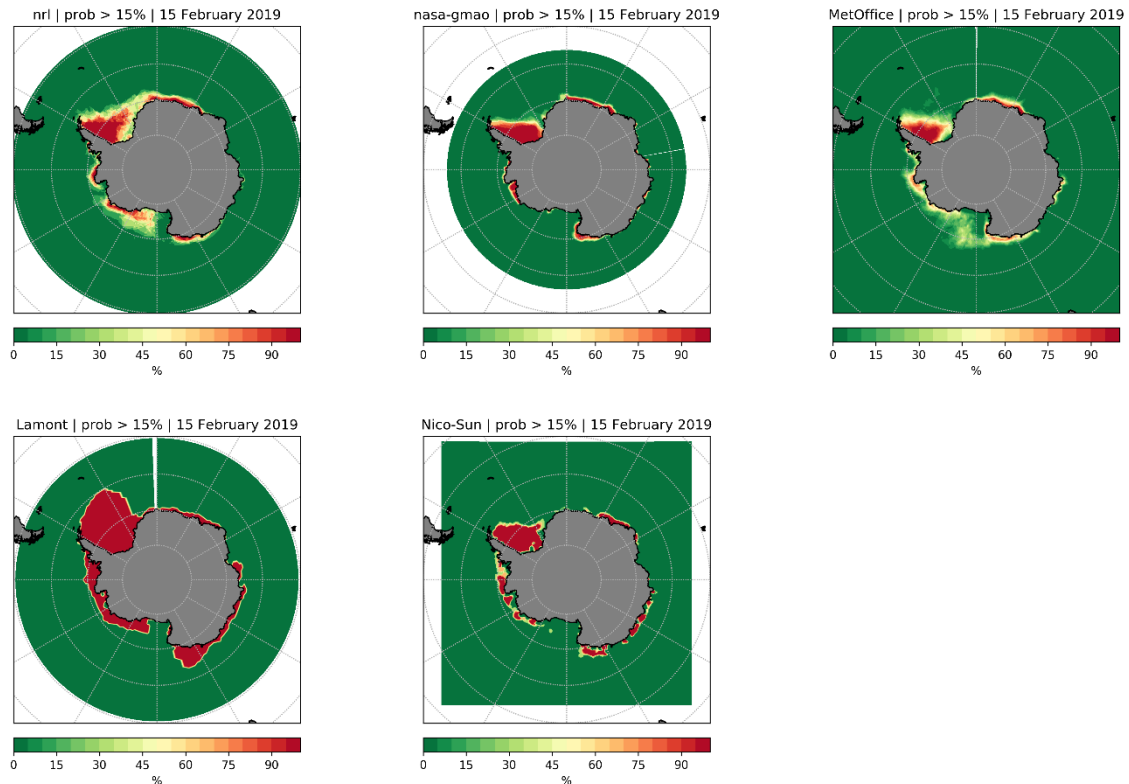 nrl | prob > 15% | 15 February 2019
0 15 30 45 60 75 90
%
nasa-gmao | prob > 15% | 15 February 2019
0 15 30 45 60 75 90
%
MetOffice | prob > 15% | 15 February 2019
0 15 30 45 60 75 90
%
Lamont | prob > 15% | 15 February 2019
0 15 30 45 60 75 90
%
Nico-Sun | prob > 15% | 15 February 2019
0 15 30 45 60 75 90
%